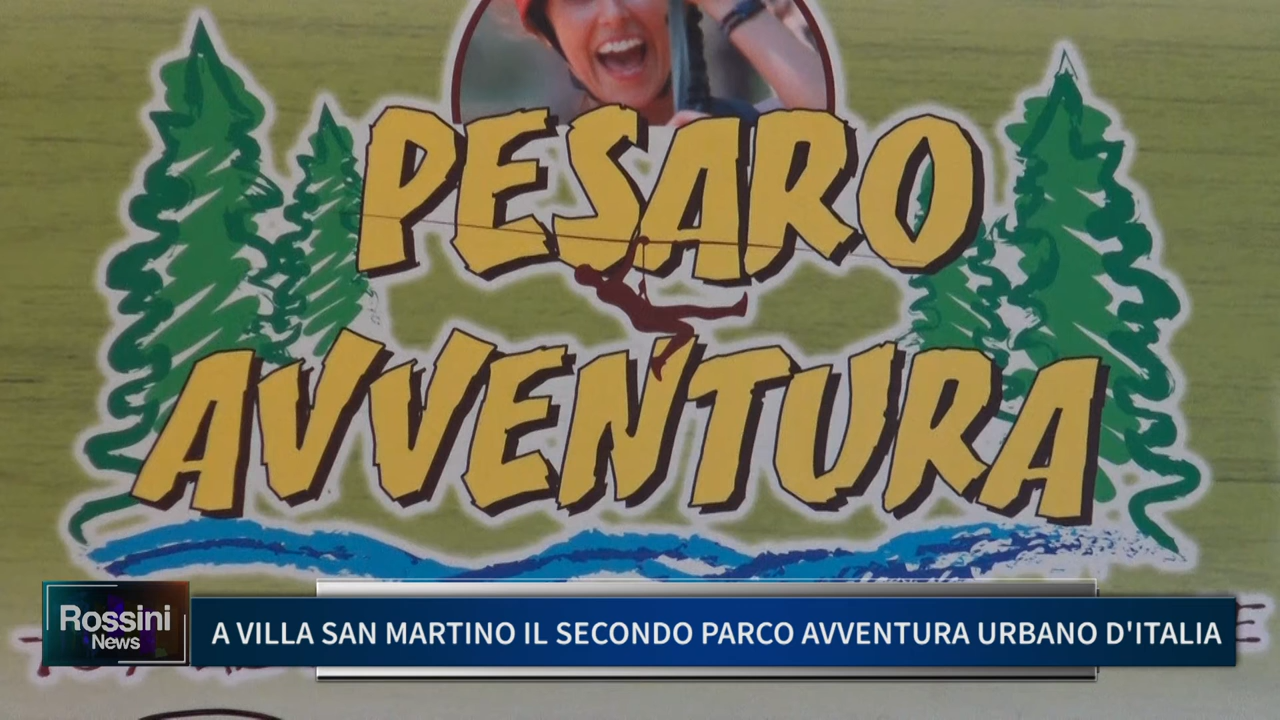 PESARO
AVVENTURA
Rossini
News
A VILLA SAN MARTINO IL SECONDO PARCO AVVENTURA URBANO D'ITALIA